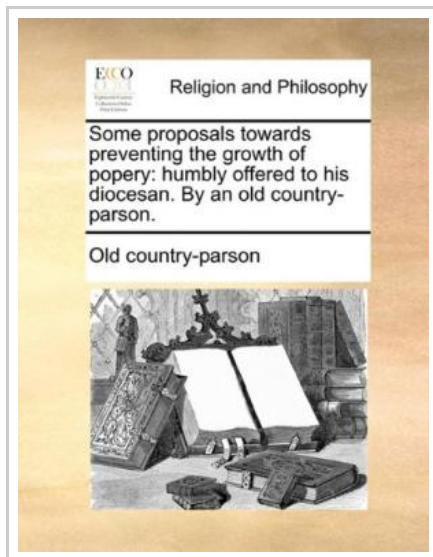 ECCO
Religion and Philosophy
Some proposals towards
preventing the growth of
popery: humbly offered to his
diocesan. By an old country-
parson.
Old country-parson